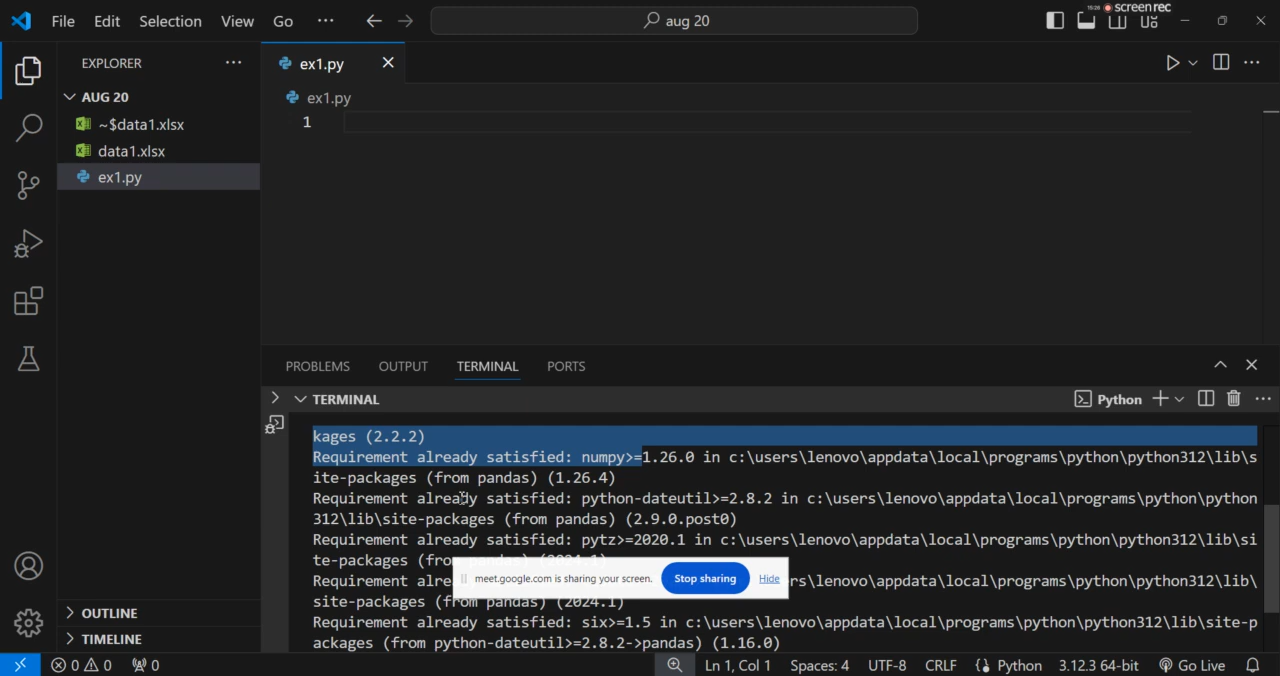 File Edit Selection View Go ··· aug 20
15:26 screenrec
EXPLORER ···
AUG 20
~$data1.xlsx
data1.xlsx
ex1.py
ex1.py
ex1.py
1
PROBLEMS OUTPUT TERMINAL PORTS
TERMINAL
Python
kages (2.2.2)
Requirement already satisfied: numpy>=1.26.0 in c:\users\lenovo\appdata\local\programs\python\python312\lib\s
ite-packages (from pandas) (1.26.4)
Requirement already satisfied: python-dateutil>=2.8.2 in c:\users\lenovo\appdata\local\programs\python\python
312\lib\site-packages (from pandas) (2.9.0.post0)
Requirement already satisfied: pytz>=2020.1 in c:\users\lenovo\appdata\local\programs\python\python312\lib\si
te-packages (from pandas) (2024.1)
meet.google.com is sharing your screen. Stop sharing Hide
Requirement rs\lenovo\appdata\local\programs\python\python312\lib\
site-packages (from pandas) (2024.1)
Requirement already satisfied: six>=1.5 in c:\users\lenovo\appdata\local\programs\python\python312\lib\site-p
ackages (from python-dateutil>=2.8.2->pandas) (1.16.0)
OUTLINE
TIMELINE
0 0 0 Ln 1, Col 1 Spaces: 4 UTF-8 CRLF Python 3.12.3 64-bit Go Live